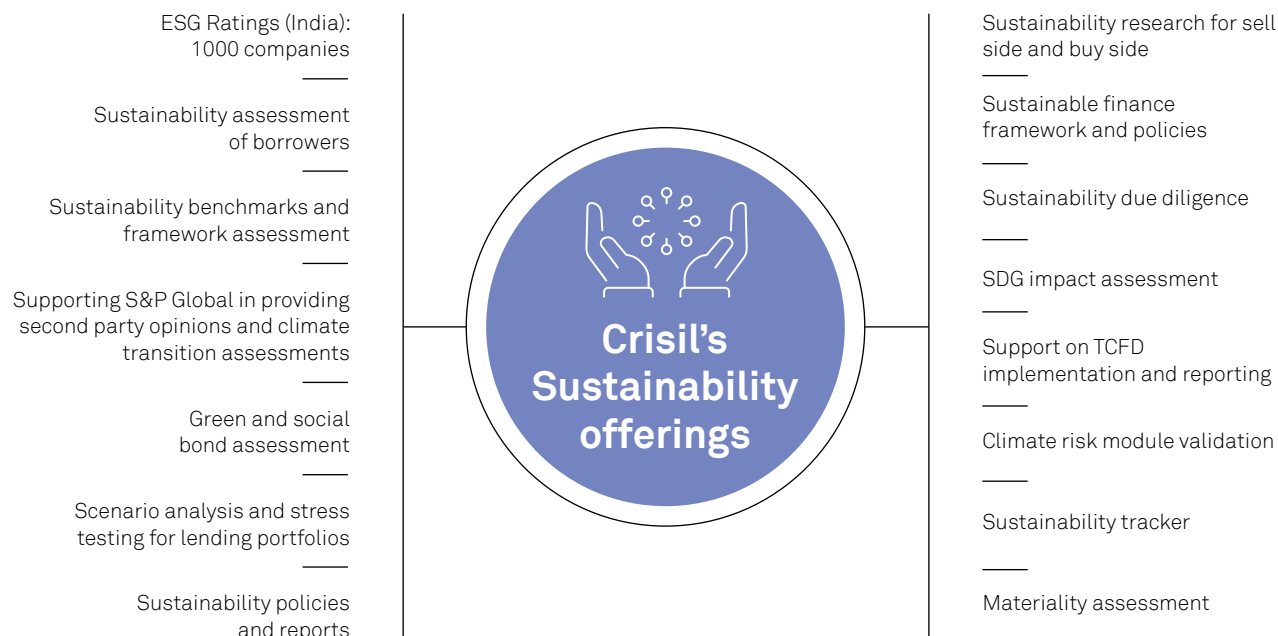 ESG Ratings (India):
1000 companies
Sustainability assessment
of borrowers
Sustainability benchmarks and
framework assessment
Supporting S&P Global in providing
second party opinions and climate
transition assessments
Green and social
bond assessment
Scenario analysis and stress
testing for lending portfolios
Sustainability policies
and reports
Crisil’s
Sustainability
offerings
Sustainability research for sell
side and buy side
Sustainable finance
framework and policies
Sustainability due diligence
SDG impact assessment
Support on TCFD
implementation and reporting
Climate risk module validation
Sustainability tracker
Materiality assessment